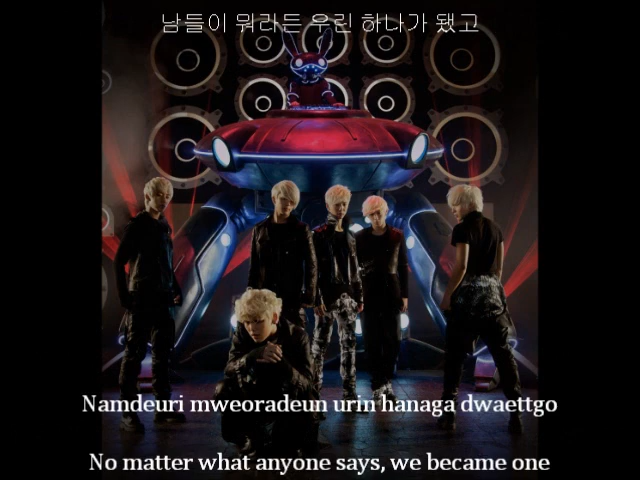 남들이 뭐라든 우린 하나가 됐고
Namdeuri mweoradeun urin hanaga dwaettgo
No matter what anyone says, we became one